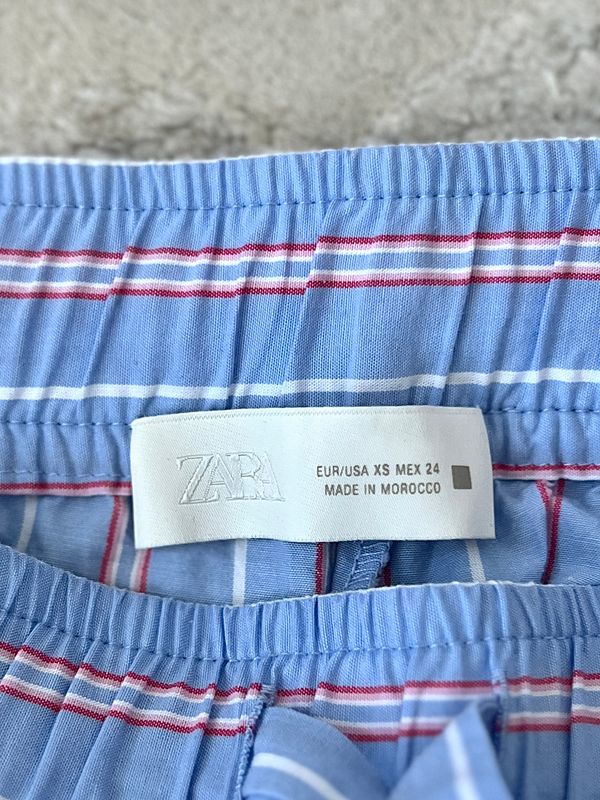 ZARA
EUR/USA XS MEX 24
MADE IN MOROCCO